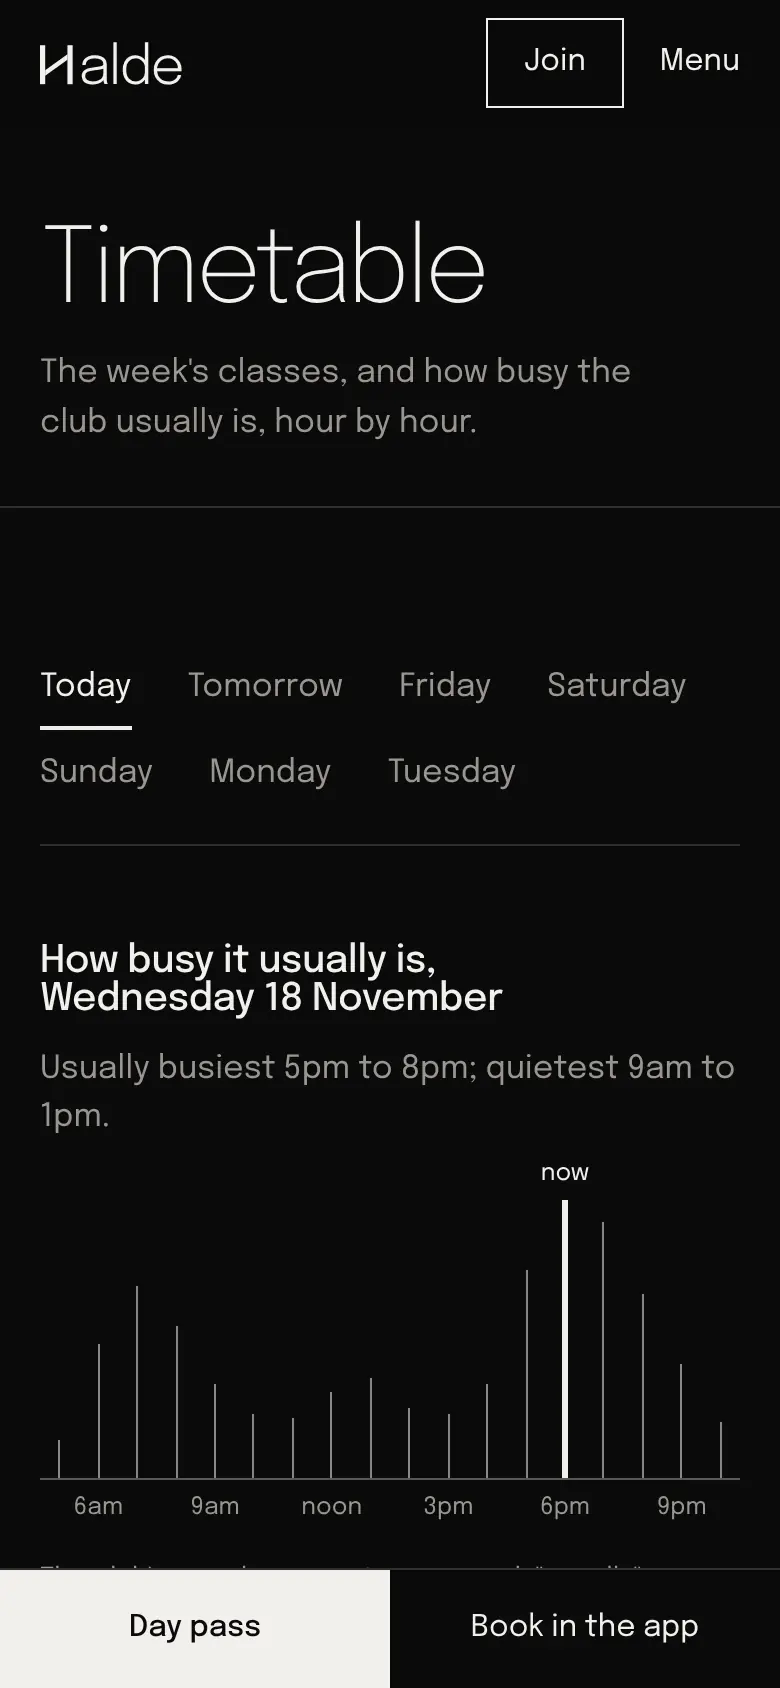 Halde
Join
Menu
Timetable
The week's classes, and how busy the
club usually is, hour by hour.
Today Tomorrow Friday Saturday
Sunday Monday Tuesday
How busy it usually is,
Wednesday 18 November
Usually busiest 5pm to 8pm; quietest 9am to
1pm.
now
6am 9am noon 3pm 6pm 9pm
Day pass
Book in the app